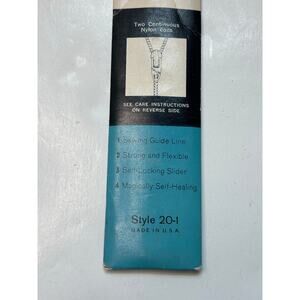 Two Continuous
Nylon Coils
SEE CARE INSTRUCTIONS
ON REVERSE SIDE
1 Sewing Guide Line
2 Strong and Flexible
3 Self-Locking Slider
4 Magically Self-Healing
Style 20-1
MADE IN U.S.A.